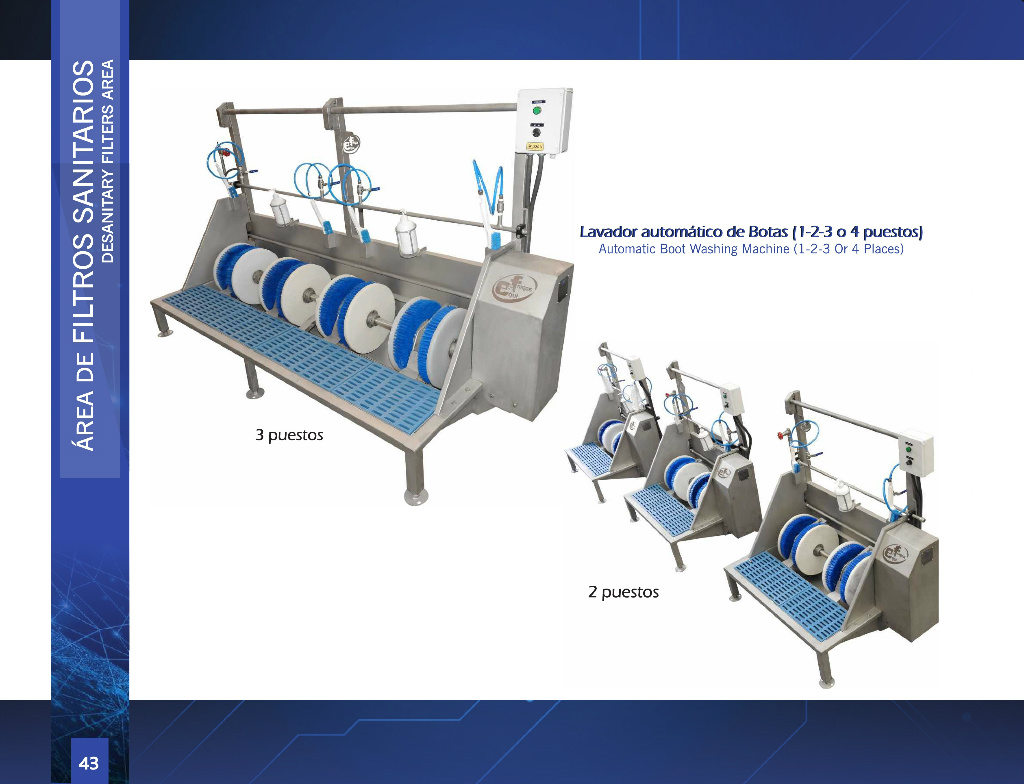 ÁREA DE FILTROS SANITARIOS
DESANITARY FILTERS AREA
Lavador automático de Botas (1-2-3 o 4 puestos)
Automatic Boot Washing Machine (1-2-3 Or 4 Places)
3 puestos
2 puestos
43